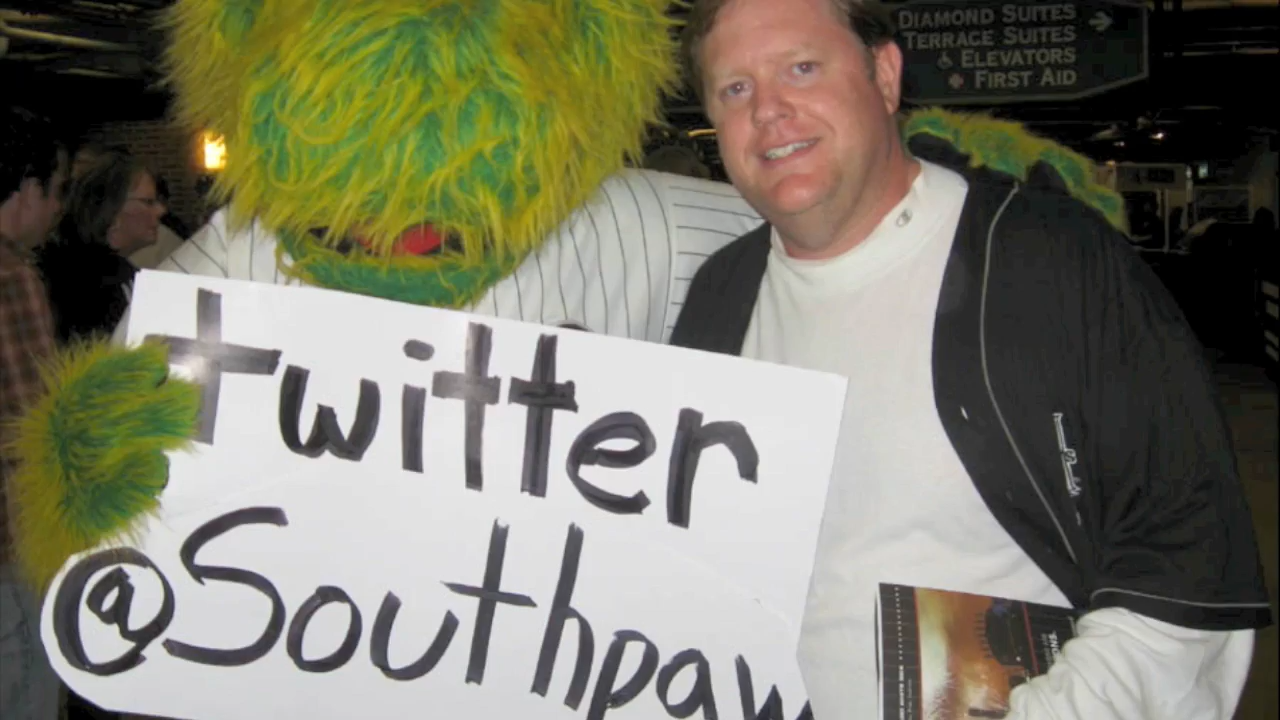 DIAMOND SUITES
TERRACE SUITES
ELEVATORS
FIRST AID
twitter
@Southpaw